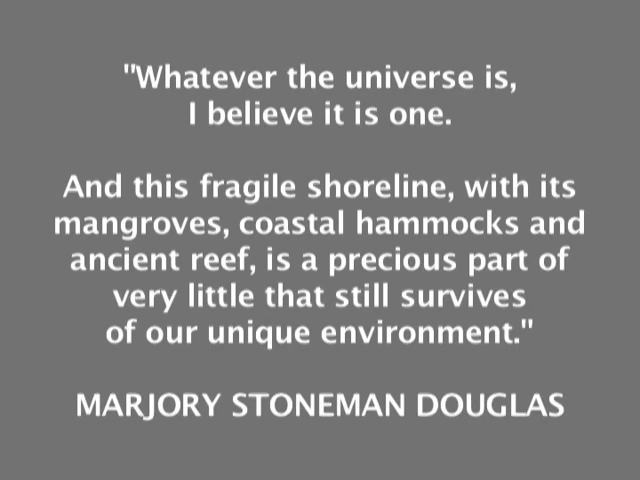 "Whatever the universe is,
I believe it is one.
And this fragile shoreline, with its
mangroves, coastal hammocks and
ancient reef, is a precious part of
very little that still survives
of our unique environment."
MARJORY STONEMAN DOUGLAS